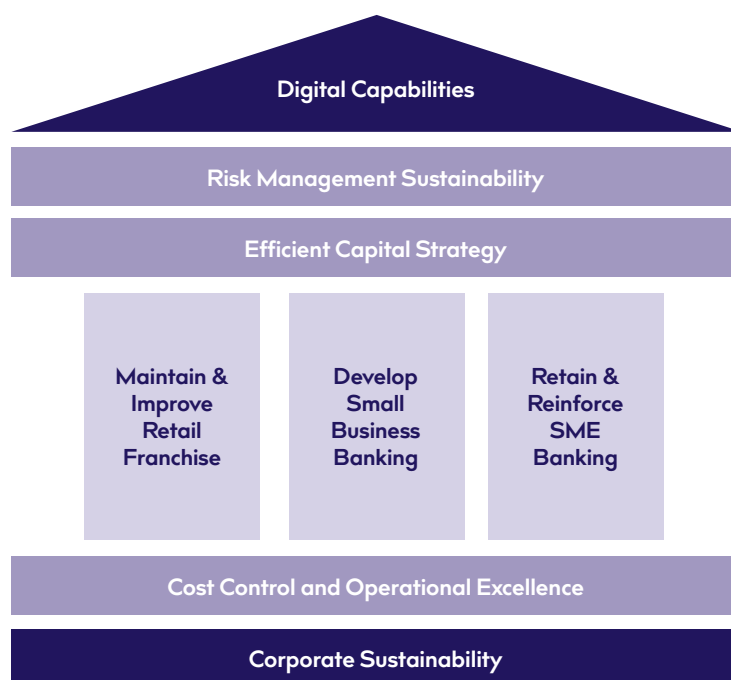 Digital Capabilities
Risk Management Sustainability
Efficient Capital Strategy
Maintain &
Improve
Retail
Franchise
Develop
Small
Business
Banking
Retain &
Reinforce
SME
Banking
Cost Control and Operational Excellence
Corporate Sustainability